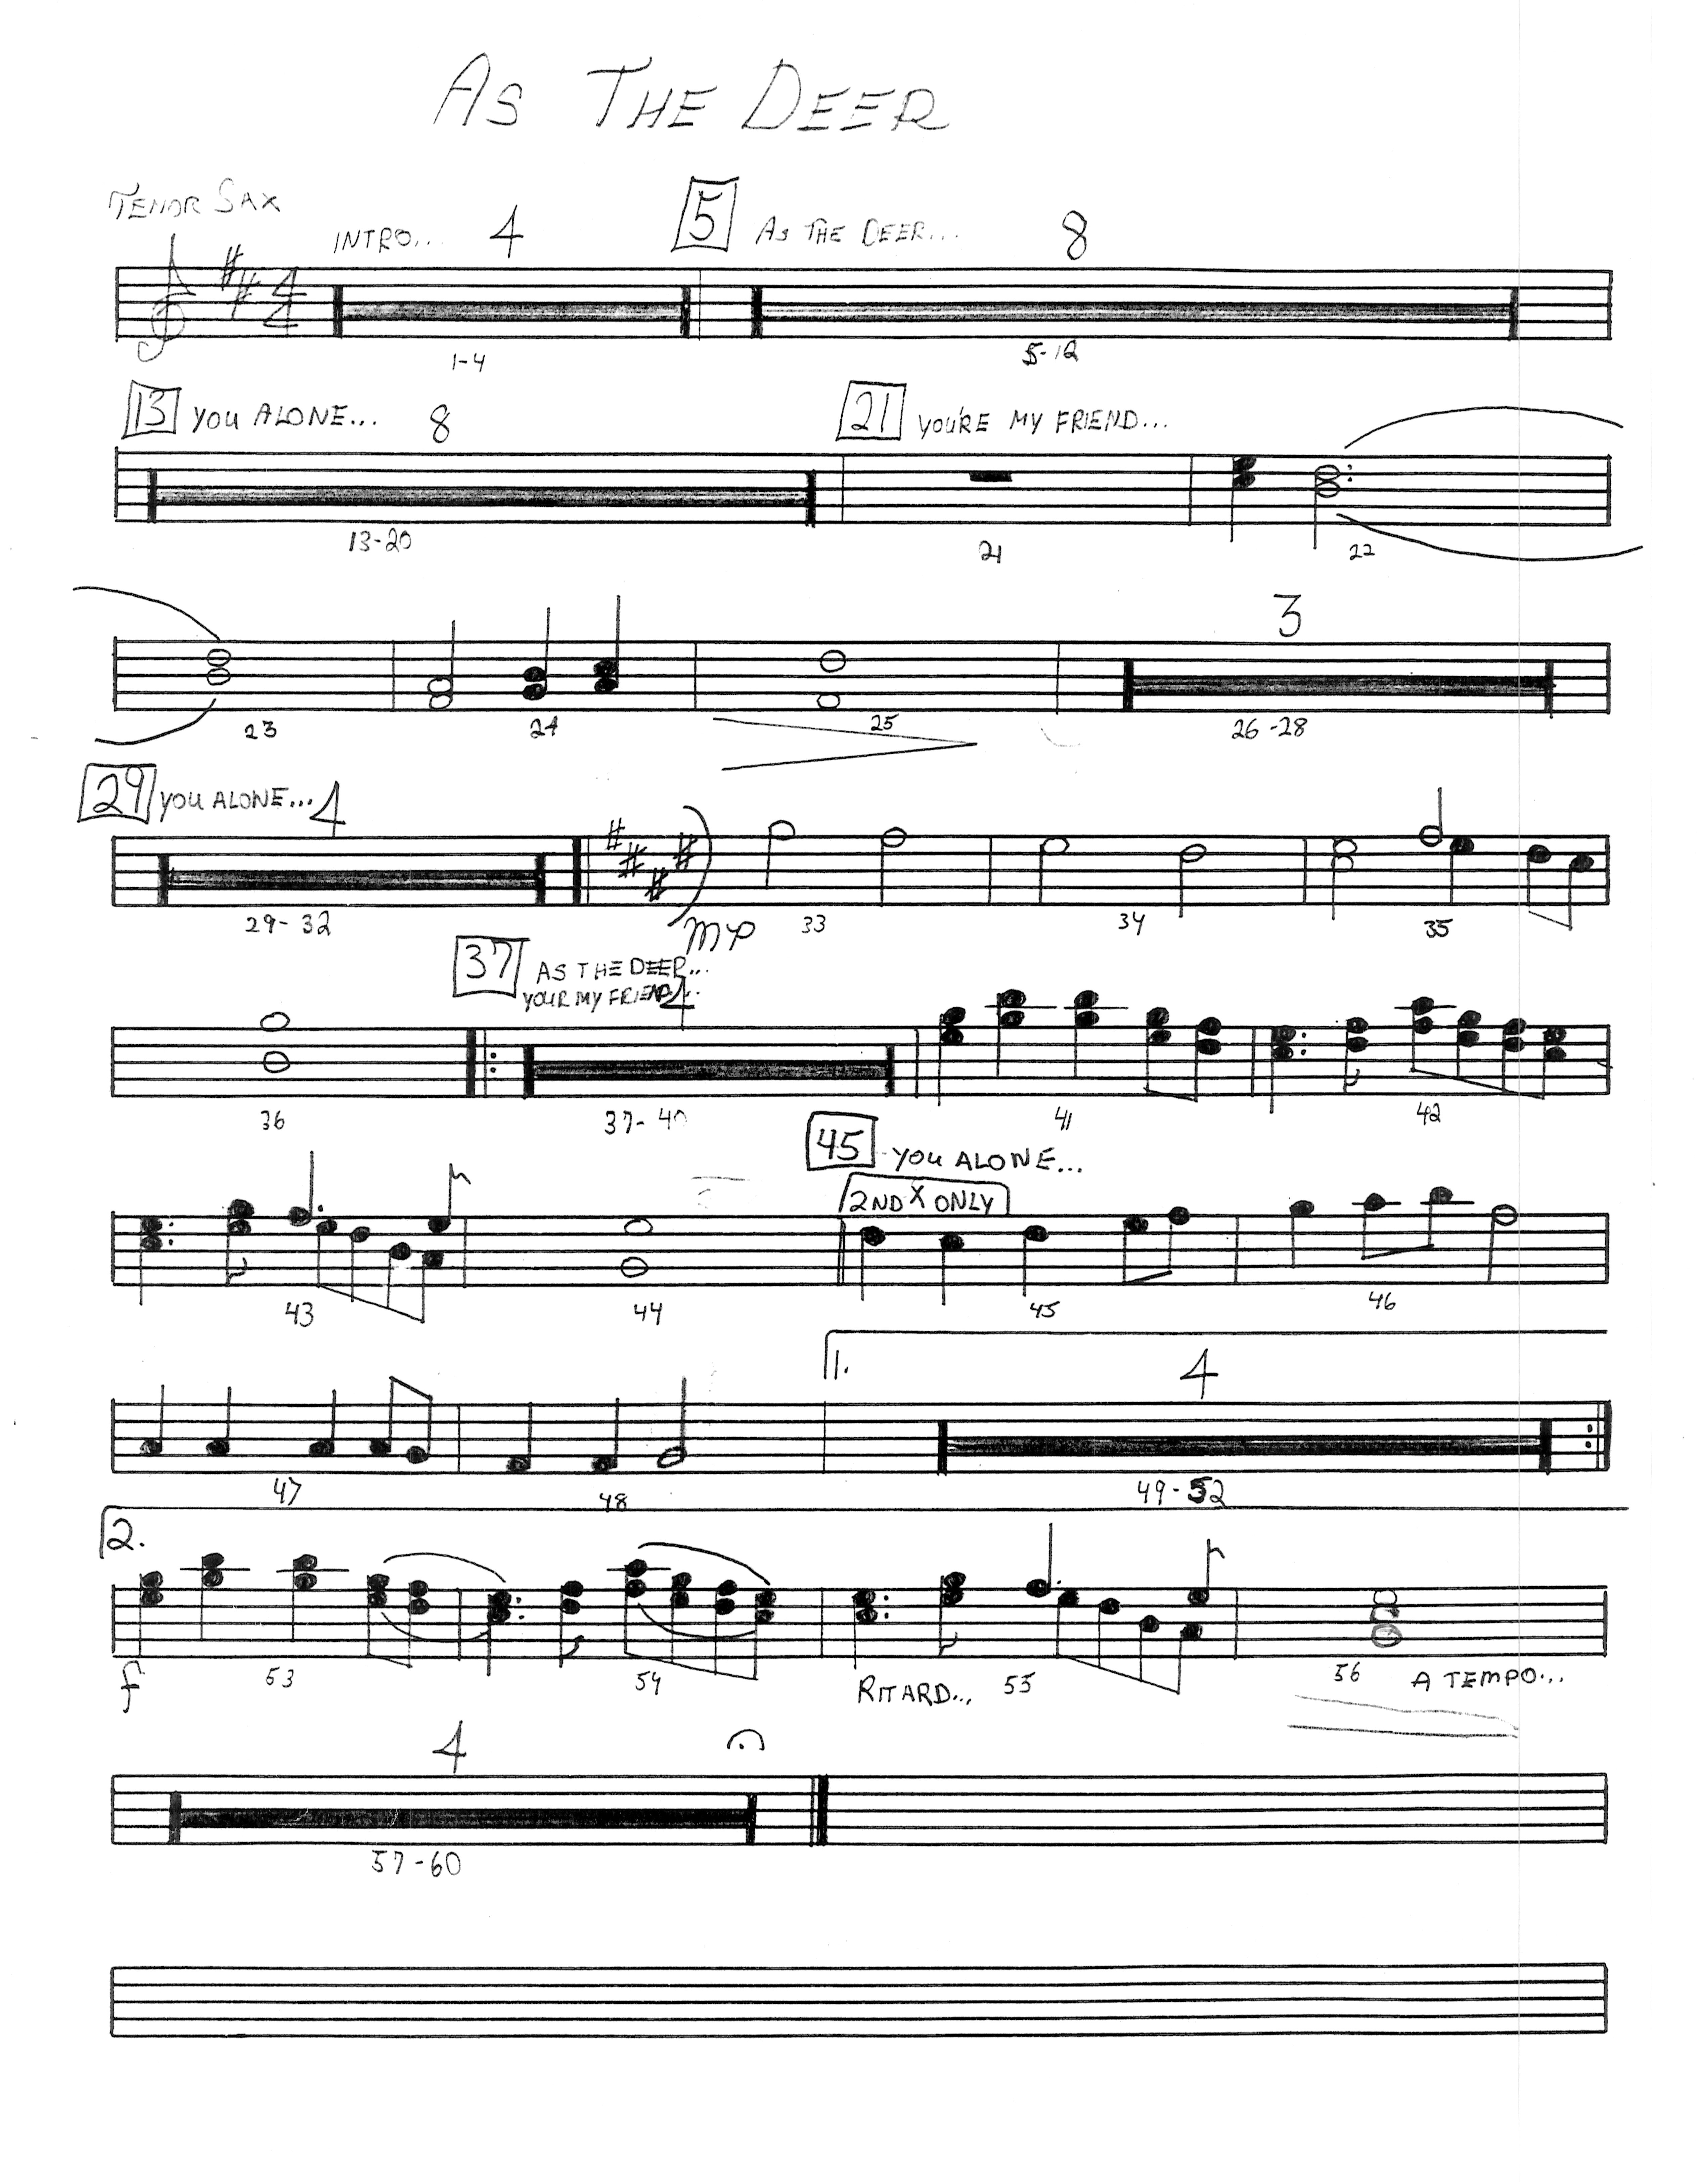 AS THE DEER
TENOR SAX
INTRO... 4 5 AS THE DEER... 8
4
4
1-4 5-12
13 YOU ALONE... 8 21 YOU'RE MY FRIEND...
13-20 21 22
3
23 24 25 26-28
29 YOU ALONE... 4
29-32 mp 33 34 35
37 AS THE DEER...
YOUR MY FRIEND... 4
36 37-40 41 42
45 YOU ALONE...
2ND X ONLY
43 44 45 46
1. 4
47 48 49-52
2.
f 53 54 RITARD... 55 56 A TEMPO...
4
57-60